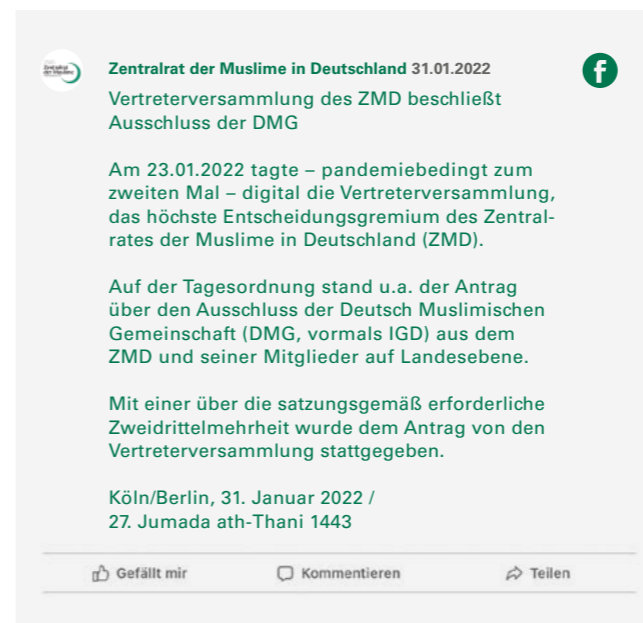 Zentralrat der Muslime in Deutschland 31.01.2022
Vertreterversammlung des ZMD beschließt
Ausschluss der DMG
Am 23.01.2022 tagte – pandemiebedingt zum
zweiten Mal – digital die Vertreterversammlung,
das höchste Entscheidungsgremium des Zentral-
rates der Muslime in Deutschland (ZMD).
Auf der Tagesordnung stand u.a. der Antrag
über den Ausschluss der Deutsch Muslimischen
Gemeinschaft (DMG, vormals IGD) aus dem
ZMD und seiner Mitglieder auf Landesebene.
Mit einer über die satzungsgemäß erforderliche
Zweidrittelmehrheit wurde dem Antrag von den
Vertreterversammlung stattgegeben.
Köln/Berlin, 31. Januar 2022 /
27. Jumada ath-Thani 1443
Gefällt mir
Kommentieren
Teilen